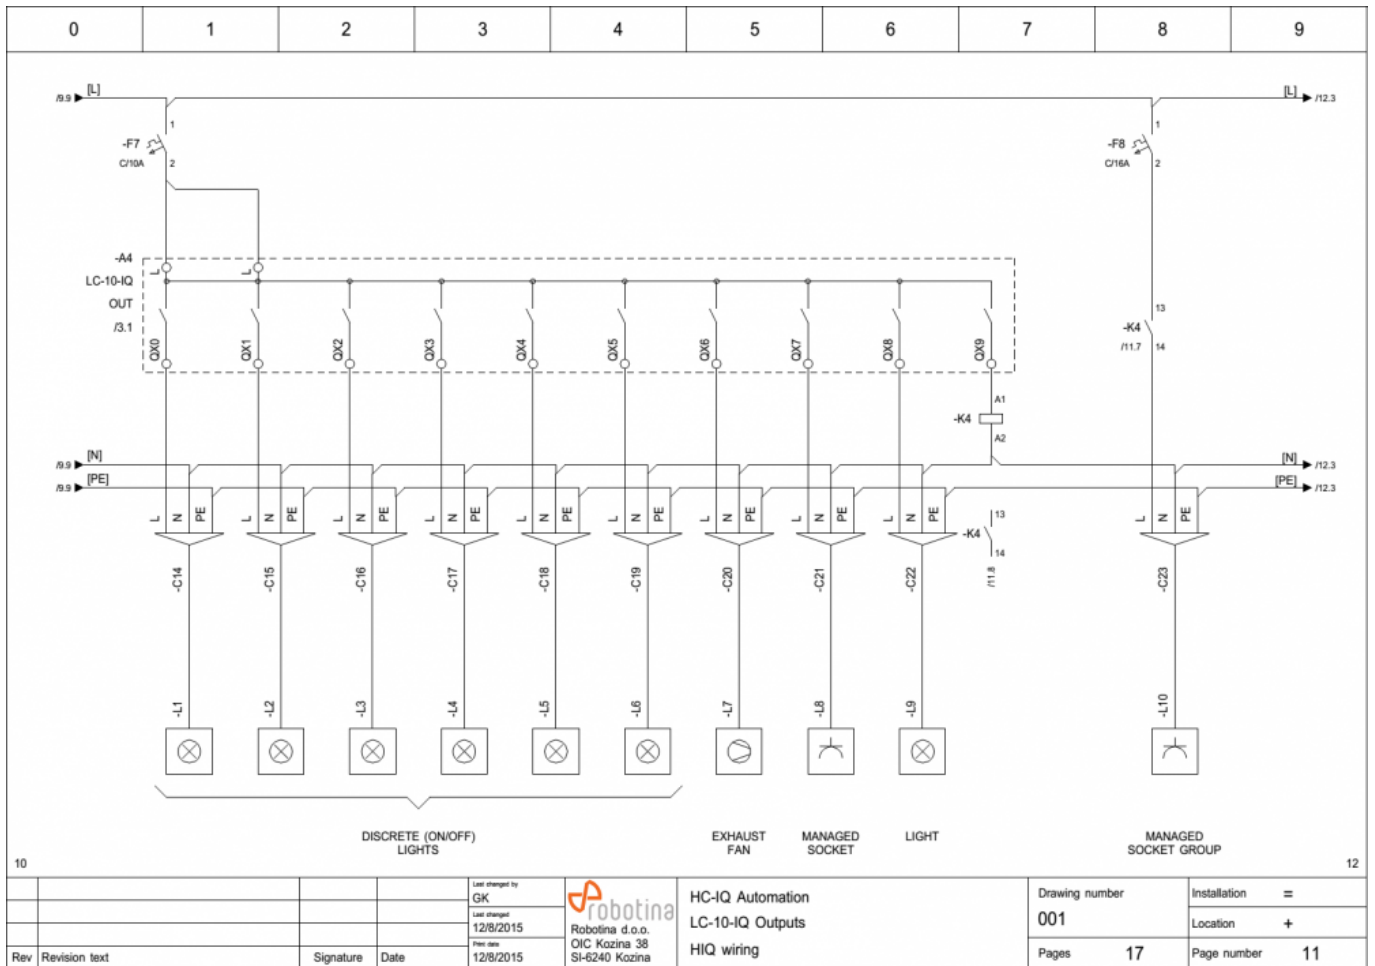 0 1 2 3 4 5 6 7 8 9
/9.9 [L] [L] /12.3
1 1
-F7 -F8
C/10A 2 C/16A 2
-A4
L L
LC-10-IQ
OUT 13
/3.1 -K4
/11.7 14
QX0 QX1 QX2 QX3 QX4 QX5 QX6 QX7 QX8 QX9
A1
-K4
A2
/9.9 [N] [N] /12.3
/9.9 [PE] [PE] /12.3
L N PE L N PE L N PE L N PE L N PE L N PE L N PE L N PE L N PE L N PE
13
-K4
14
/11.8
-C14 -C15 -C16 -C17 -C18 -C19 -C20 -C21 -C22 -C23
-L1 -L2 -L3 -L4 -L5 -L6 -L7 -L8 -L9 -L10
DISCRETE (ON/OFF) EXHAUST MANAGED LIGHT MANAGED
LIGHTS FAN SOCKET SOCKET GROUP
10 12
Last changed by
GK
Last changed
12/8/2015
Print date
12/8/2015
Rev Revision text Signature Date
robotina
Robotina d.o.o.
OIC Kozina 38
SI-6240 Kozina
HC-IQ Automation
LC-10-IQ Outputs
HIQ wiring
Drawing number
001
Pages 17
Installation =
Location +
Page number 11